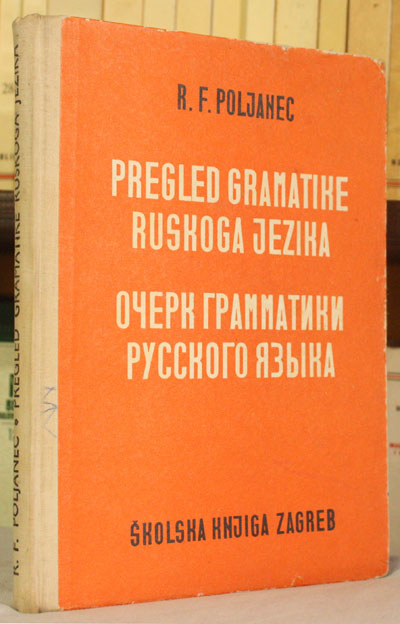 R. F. POLJANEC
PREGLED GRAMATIKE
RUSKOGA JEZIKA
ОЧЕРК ГРАММАТИКИ
РУССКОГО ЯЗЫКА
ŠKOLSKA KNJIGA ZAGREB
R. F. POLJANEC • PREGLED GRAMATIKE RUSKOGA JEZIKA